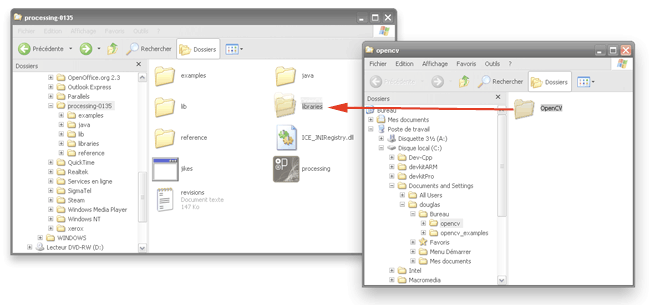 processing-0135
Fichier Edition Affichage Favoris Outils ?
Précédente Rechercher Dossiers
Dossiers
OpenOffice.org 2.3
Outlook Express
Parallels
processing-0135
examples
java
lib
libraries
reference
QuickTime
Realtek
Services en ligne
SigmaTel
Steam
Windows Media Player
Windows NT
xerox
WINDOWS
Lecteur DVD-RW (D:)
examples
java
lib
libraries
reference
ICE_JNIRegistry.dll
jikes
processing
revisions
Document texte
147 Ko
opencv
Fichier Edition Affichage Favoris Outils ?
Précédente Rechercher Dossiers
Dossiers
Bureau
Mes documents
Poste de travail
Disquette 3½ (A:)
Disque local (C:)
Dev-Cpp
devkitARM
devkitPro
Documents and Settings
All Users
douglas
Bureau
opencv
opencv_examples
Favoris
Menu Démarrer
Mes documents
Intel
Macromedia
OpenCV